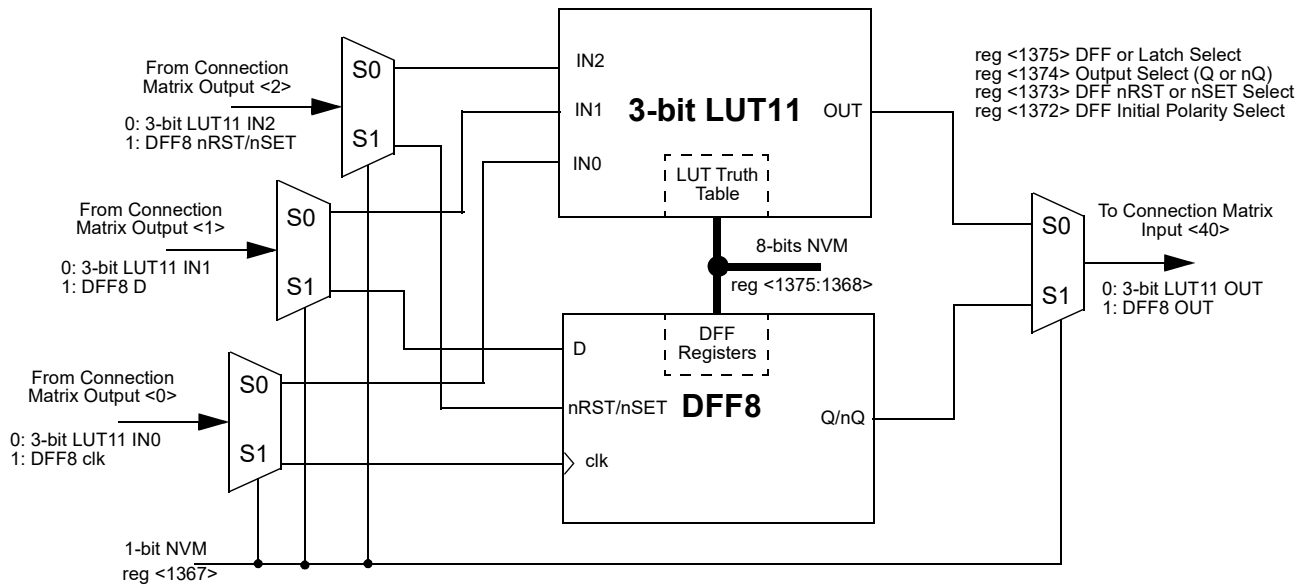 From Connection
Matrix Output <2>
0: 3-bit LUT11 IN2
1: DFF8 nRST/nSET
S0
S1
From Connection
Matrix Output <1>
0: 3-bit LUT11 IN1
1: DFF8 D
S0
S1
From Connection
Matrix Output <0>
0: 3-bit LUT11 IN0
1: DFF8 clk
S0
S1
1-bit NVM
reg <1367>
IN2
IN1
IN0
3-bit LUT11
OUT
LUT Truth
Table
8-bits NVM
reg <1375:1368>
DFF
Registers
D
nRST/nSET
clk
DFF8
Q/nQ
reg <1375> DFF or Latch Select
reg <1374> Output Select (Q or nQ)
reg <1373> DFF nRST or nSET Select
reg <1372> DFF Initial Polarity Select
S0
S1
To Connection Matrix
Input <40>
0: 3-bit LUT11 OUT
1: DFF8 OUT